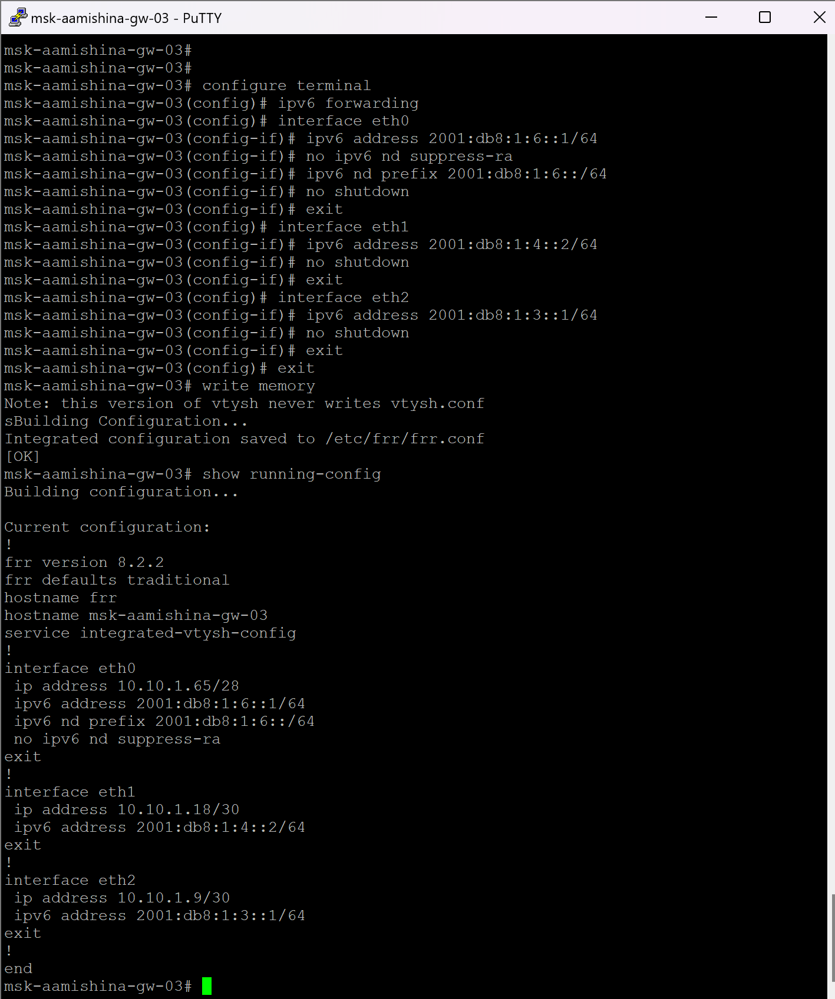 msk-aamishina-gw-03 - PuTTY
msk-aamishina-gw-03#
msk-aamishina-gw-03#
msk-aamishina-gw-03# configure terminal
msk-aamishina-gw-03(config)# ipv6 forwarding
msk-aamishina-gw-03(config)# interface eth0
msk-aamishina-gw-03(config-if)# ipv6 address 2001:db8:1:6::1/64
msk-aamishina-gw-03(config-if)# no ipv6 nd suppress-ra
msk-aamishina-gw-03(config-if)# ipv6 nd prefix 2001:db8:1:6::/64
msk-aamishina-gw-03(config-if)# no shutdown
msk-aamishina-gw-03(config-if)# exit
msk-aamishina-gw-03(config)# interface eth1
msk-aamishina-gw-03(config-if)# ipv6 address 2001:db8:1:4::2/64
msk-aamishina-gw-03(config-if)# no shutdown
msk-aamishina-gw-03(config-if)# exit
msk-aamishina-gw-03(config)# interface eth2
msk-aamishina-gw-03(config-if)# ipv6 address 2001:db8:1:3::1/64
msk-aamishina-gw-03(config-if)# no shutdown
msk-aamishina-gw-03(config-if)# exit
msk-aamishina-gw-03(config)# exit
msk-aamishina-gw-03# write memory
Note: this version of vtysh never writes vtysh.conf
sBuilding Configuration...
Integrated configuration saved to /etc/frr/frr.conf
[OK]
msk-aamishina-gw-03# show running-config
Building configuration...

Current configuration:
!
frr version 8.2.2
frr defaults traditional
hostname frr
hostname msk-aamishina-gw-03
service integrated-vtysh-config
!
interface eth0
 ip address 10.10.1.65/28
 ipv6 address 2001:db8:1:6::1/64
 ipv6 nd prefix 2001:db8:1:6::/64
 no ipv6 nd suppress-ra
exit
!
interface eth1
 ip address 10.10.1.18/30
 ipv6 address 2001:db8:1:4::2/64
exit
!
interface eth2
 ip address 10.10.1.9/30
 ipv6 address 2001:db8:1:3::1/64
exit
!
end
msk-aamishina-gw-03#